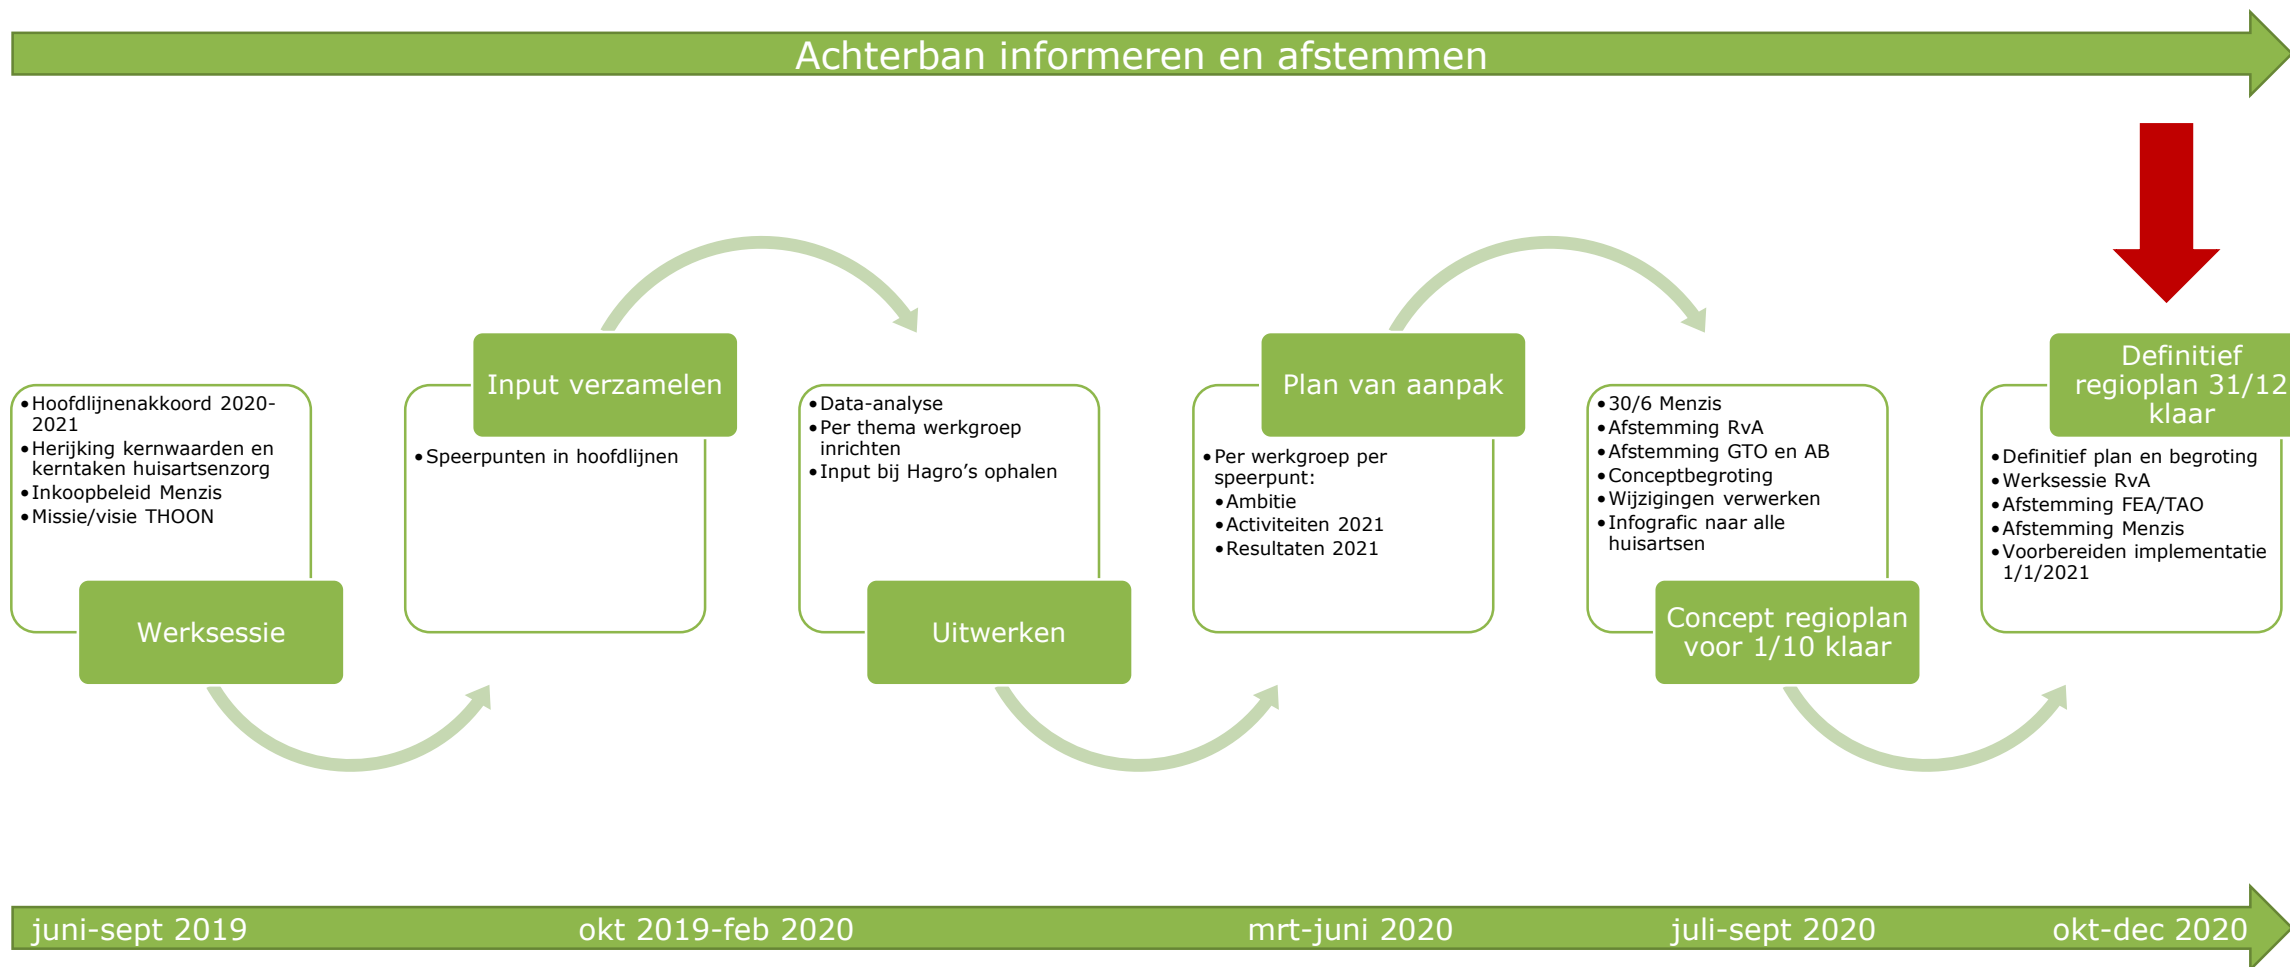 Achterban informeren en afstemmen
•Hoofdlijnenakkoord 2020-
2021
•Herijking kernwaarden en
kerntaken huisartsenzorg
•Inkoopbeleid Menzis
•Missie/visie THOON
Werksessie
Input verzamelen
•Speerpunten in hoofdlijnen
•Data-analyse
•Per thema werkgroep
inrichten
•Input bij Hagro's ophalen
Uitwerken
Plan van aanpak
•Per werkgroep per
speerpunt:
•Ambitie
•Activiteiten 2021
•Resultaten 2021
•30/6 Menzis
•Afstemming RvA
•Afstemming GTO en AB
•Conceptbegroting
•Wijzigingen verwerken
•Infografic naar alle
huisartsen
Concept regioplan
voor 1/10 klaar
Definitief
regioplan 31/12
klaar
•Definitief plan en begroting
•Werksessie RvA
•Afstemming FEA/TAO
•Afstemming Menzis
•Voorbereiden implementatie
1/1/2021
juni-sept 2019
okt 2019-feb 2020
mrt-juni 2020
juli-sept 2020
okt-dec 2020